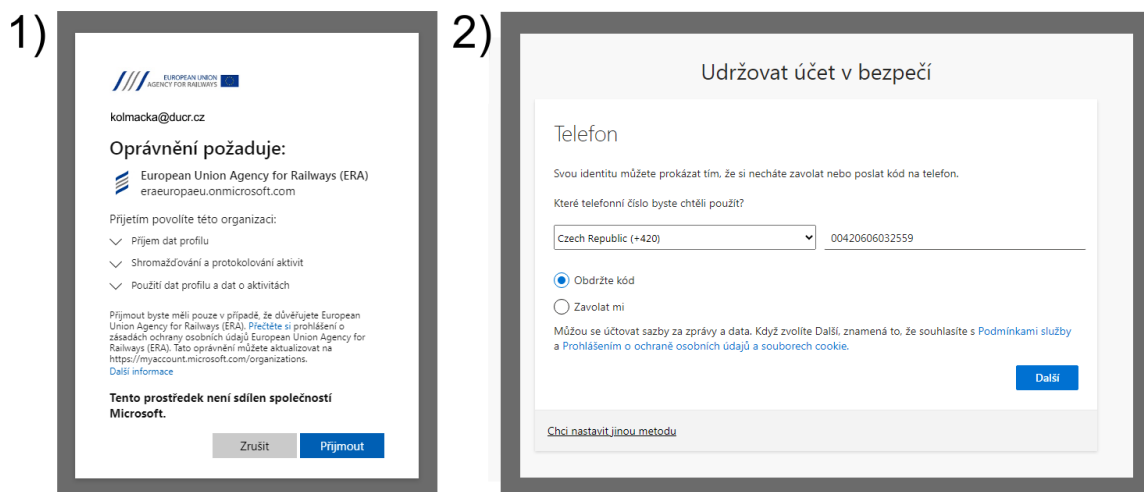 1)
EUROPEAN UNION
AGENCY FOR RAILWAYS
kolmacka@ducr.cz
Oprávnění požaduje:
European Union Agency for Railways (ERA)
eraeuropaeu.onmicrosoft.com
Přijetím povolíte této organizaci:
Příjem dat profilu
Shromažďování a protokolování aktivit
Použití dat profilu a dat o aktivitách
Přijmout byste měli pouze v případě, že důvěřujete European
Union Agency for Railways (ERA). Přečtěte si prohlášení o
zásadách ochrany osobních údajů European Union Agency for
Railways (ERA). Tato oprávnění můžete aktualizovat na
https://myaccount.microsoft.com/organizations.
Další informace
Tento prostředek není sdílen společností
Microsoft.
Zrušit
Přijmout
2)
Udržovat účet v bezpečí
Telefon
Svou identitu můžete prokázat tím, že si necháte zavolat nebo poslat kód na telefon.
Které telefonní číslo byste chtěli použít?
Czech Republic (+420)
00420606032559
Obdržte kód
Zavolat mi
Můžou se účtovat sazby za zprávy a data. Když zvolíte Další, znamená to, že souhlasíte s Podmínkami služby
a Prohlášením o ochraně osobních údajů a souborech cookie.
Další
Chci nastavit jinou metodu